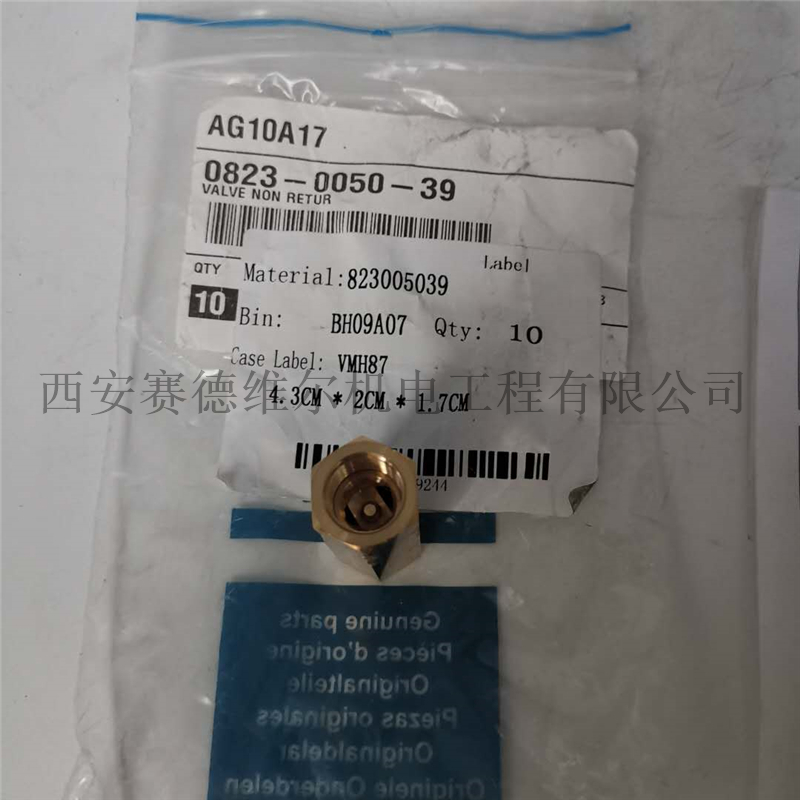 AG10A17
0823-0050-39
VALVE NON RETUR
Label
QTY
10
Material:823005039
Bin: BH09A07 Qty: 10
Case Label: VMH87
西安赛德维尔机电工程有限公司
4.3CM * 2CM * 1.7CM
9244
Genuine parts
Pièces d'origine
Originalteile
Piezas originales
Originaldelar
Originele Onderdelen